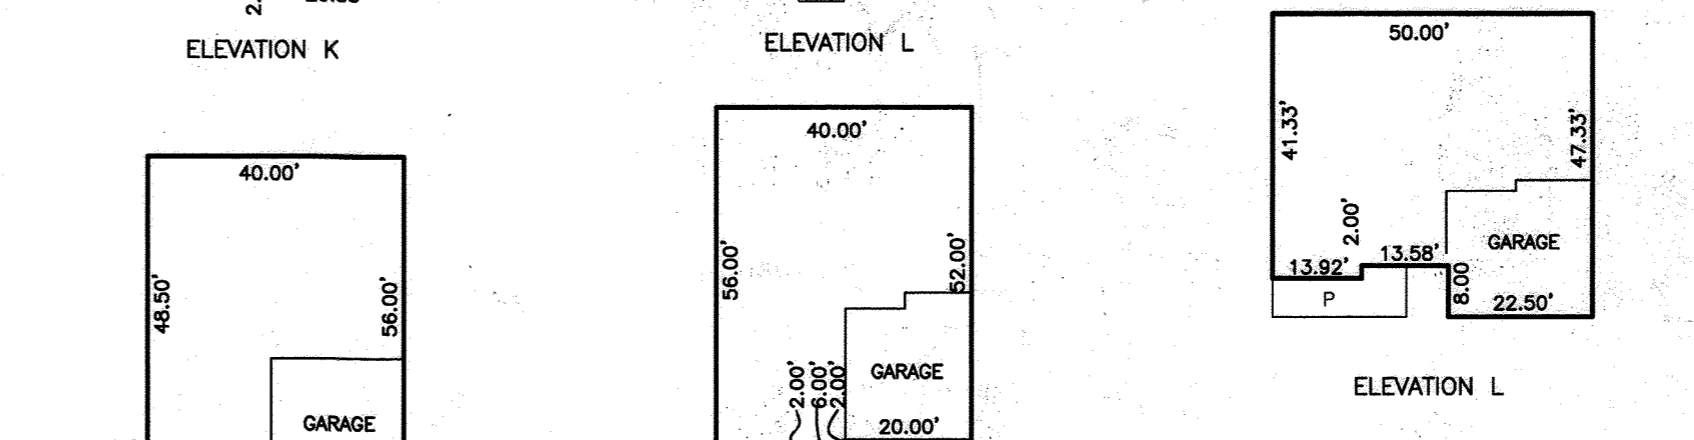 2.
ELEVATION K
40.00'
48.50'
56.00'
GARAGE
ELEVATION L
40.00'
56.00'
52.00'
2.00'
6.00'
2.00'
GARAGE
20.00'
50.00'
41.33'
47.33'
2.00'
13.92'
13.58'
GARAGE
8.00
P
22.50'
ELEVATION L